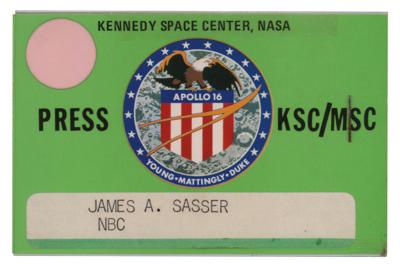 KENNEDY SPACE CENTER, NASA
APOLLO 16
PRESS
KSC/MSC
YOUNG • MATTINGLY • DUKE
JAMES A. SASSER
NBC